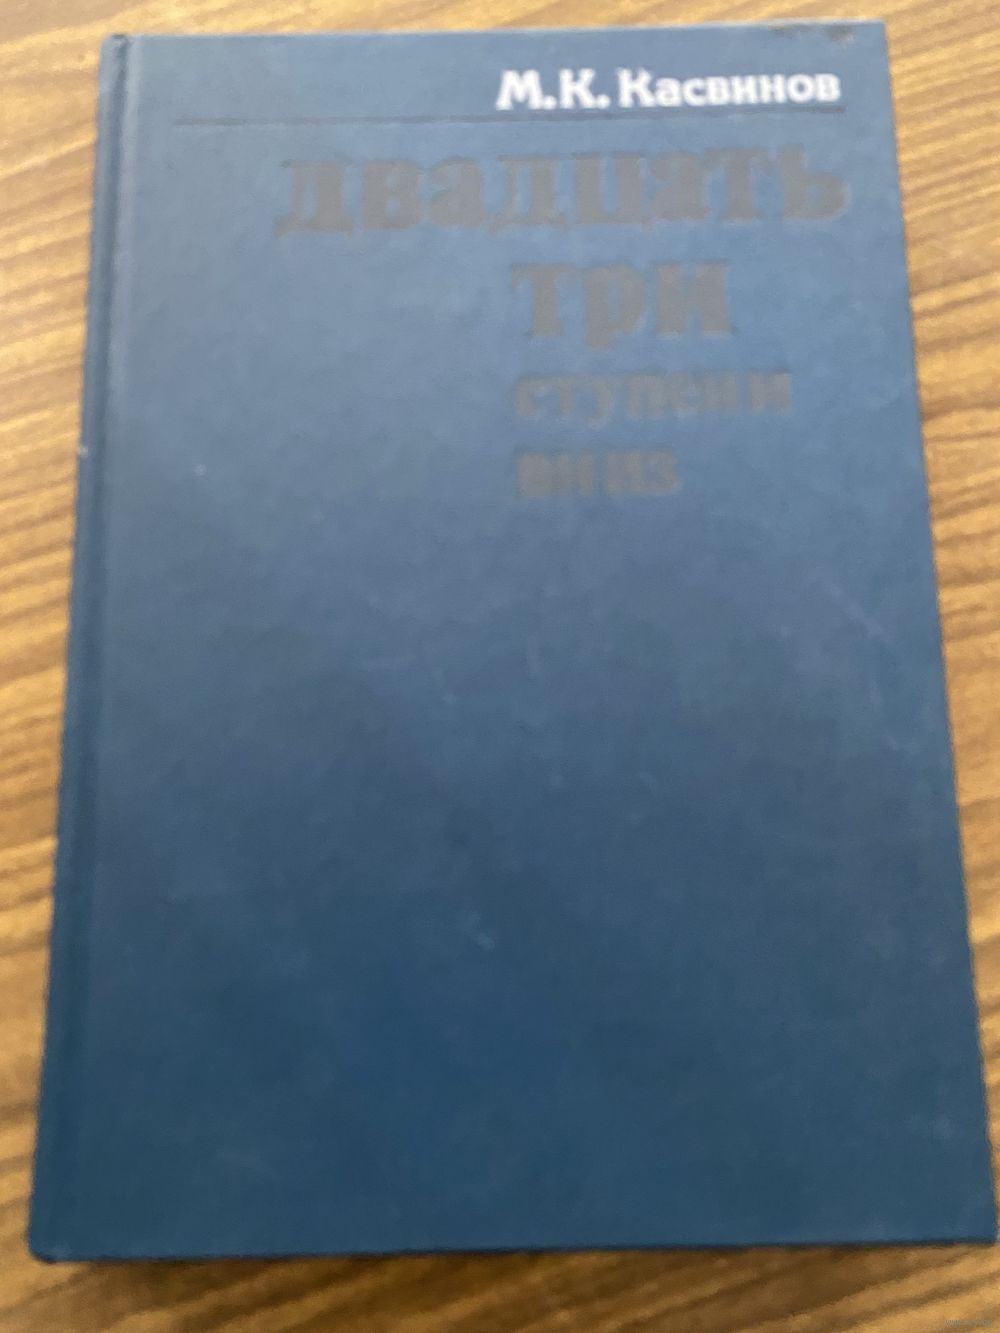 М.К. Касвинов
двадцать
три
ступени
вниз